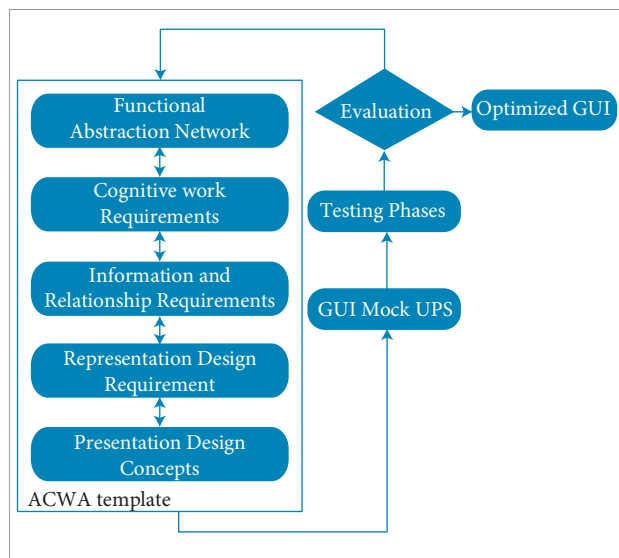 Functional
Abstraction Network
Cognitive work
Requirements
Information and
Relationship Requirements
Representation Design
Requirement
Presentation Design
Concepts
ACWA template
Evaluation
Optimized GUI
Testing Phases
GUI Mock UPS